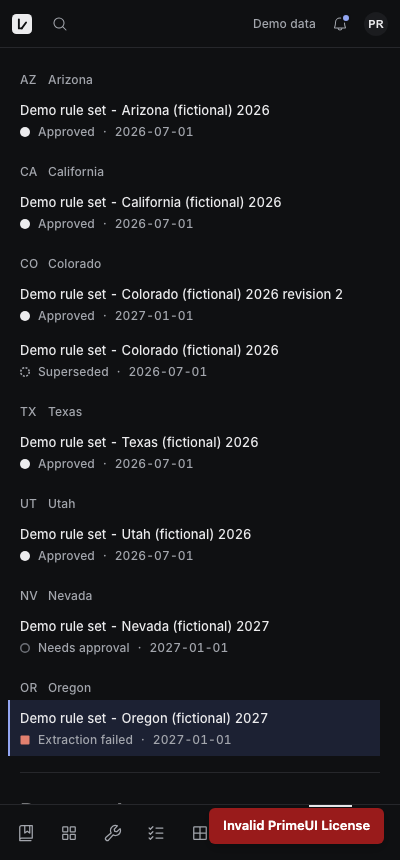 Demo data
PR
AZ Arizona
Demo rule set - Arizona (fictional) 2026
Approved · 2026-07-01
CA California
Demo rule set - California (fictional) 2026
Approved · 2026-07-01
CO Colorado
Demo rule set - Colorado (fictional) 2026 revision 2
Approved · 2027-01-01
Demo rule set - Colorado (fictional) 2026
Superseded · 2026-07-01
TX Texas
Demo rule set - Texas (fictional) 2026
Approved · 2026-07-01
UT Utah
Demo rule set - Utah (fictional) 2026
Approved · 2026-07-01
NV Nevada
Demo rule set - Nevada (fictional) 2027
Needs approval · 2027-01-01
OR Oregon
Demo rule set - Oregon (fictional) 2027
Extraction failed · 2027-01-01
Invalid PrimeUI License